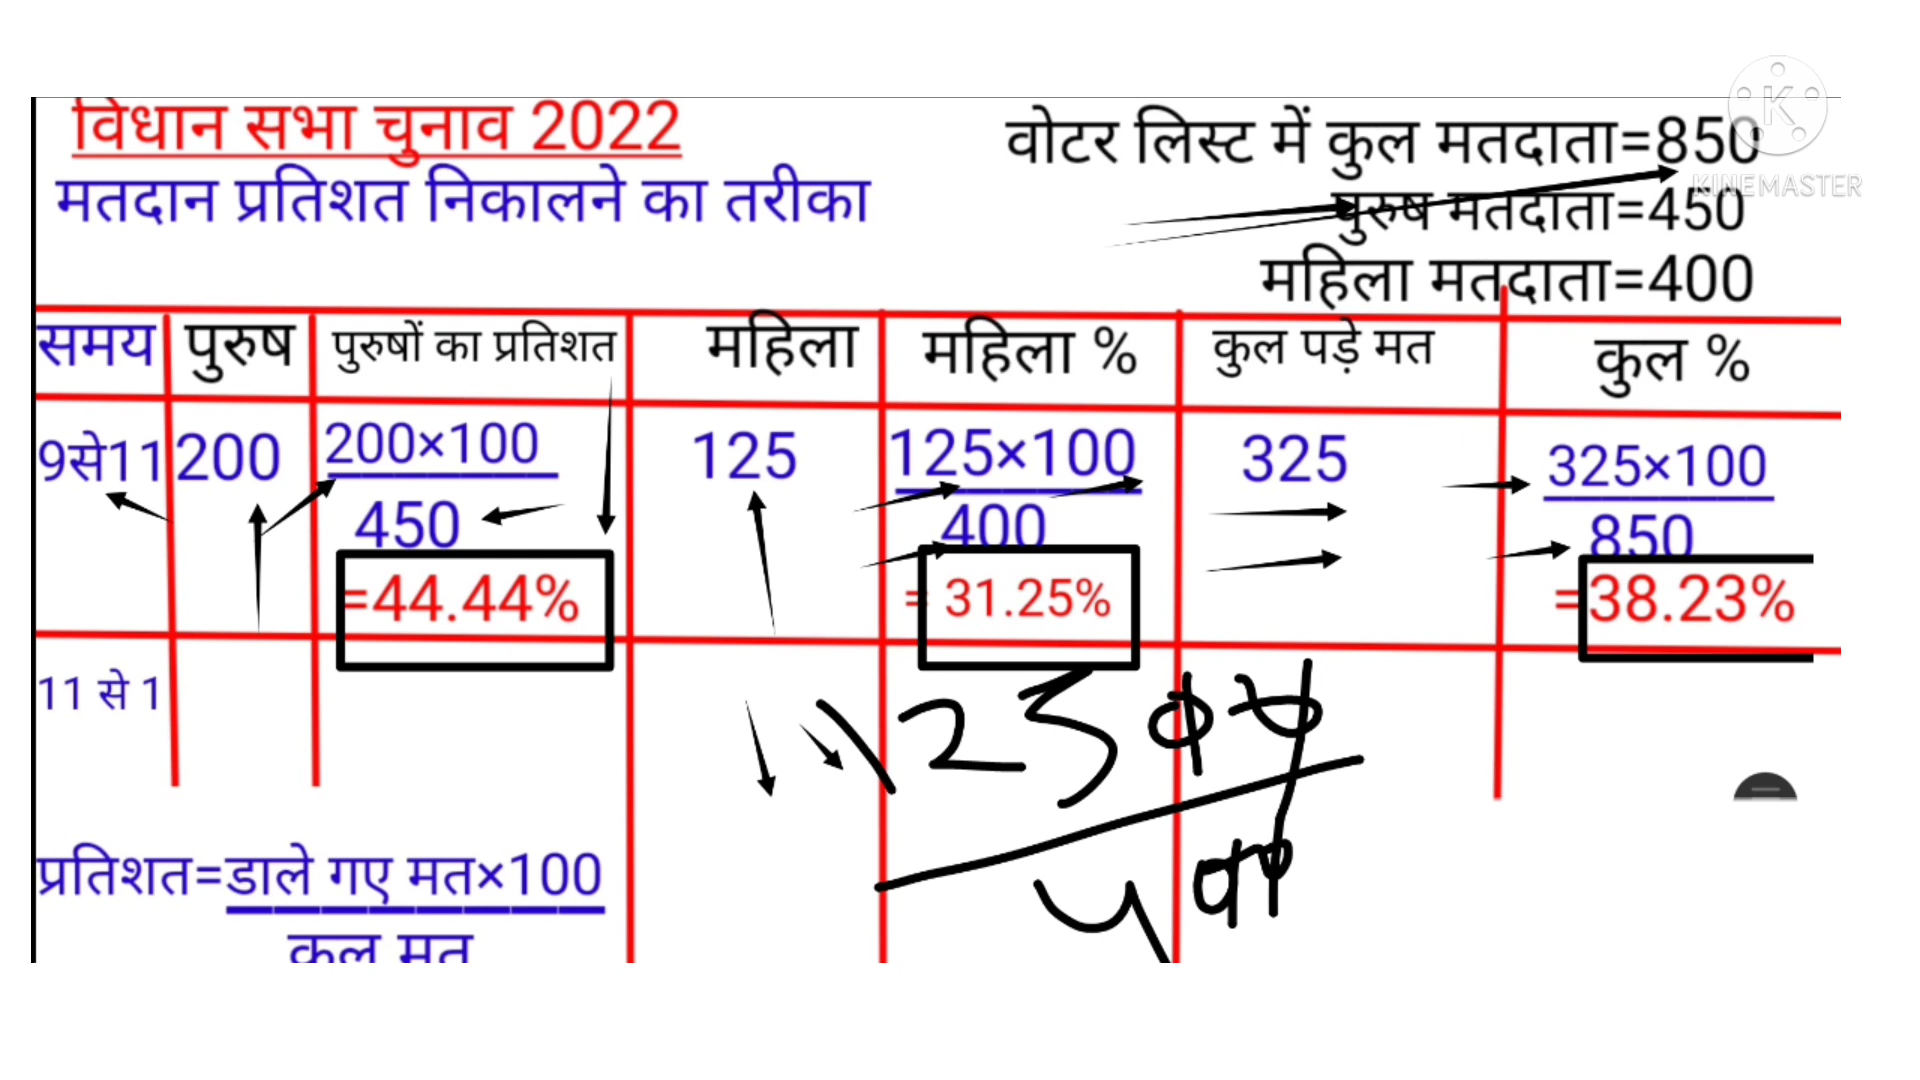 विधान सभा चुनाव 2022
मतदान प्रतिशत निकालने का तरीका
वोटर लिस्ट में कुल मतदाता=850
पुरुष मतदाता=450
महिला मतदाता=400
KINEMASTER
समय पुरुष पुरुषों का प्रतिशत महिला महिला % कुल पड़े मत कुल %
9से11 200 200×100 125 125×100 325 325×100
450 400 850
=44.44% = 31.25% =38.23%
11 से 1
प्रतिशत=डाले गए मत×100
कुल मत